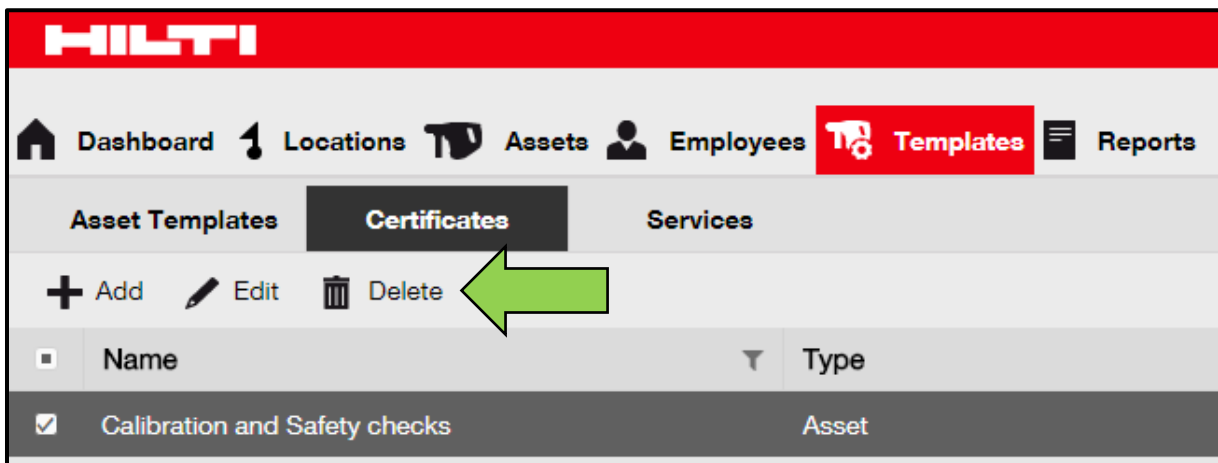 HILTI
Dashboard Locations Assets Employees Templates Reports
Asset Templates Certificates Services
Add Edit Delete
Name Type
Calibration and Safety checks Asset